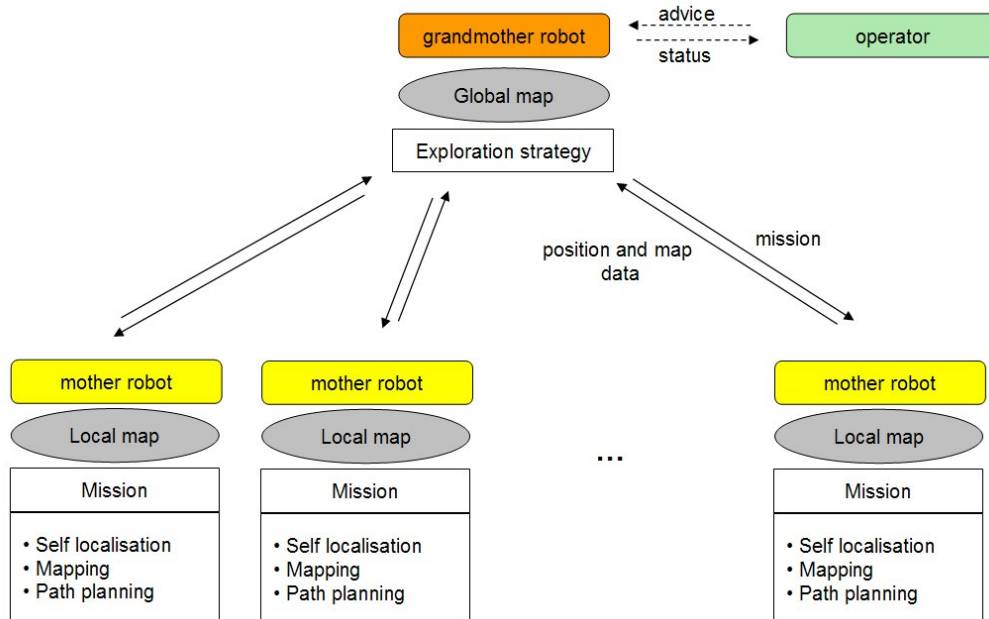 advice
grandmother robot
operator
status
Global map
Exploration strategy
mission
position and map
data
mother robot
mother robot
mother robot
Local map
Local map
Local map
...
Mission
Mission
Mission
• Self localisation
• Mapping
• Path planning
• Self localisation
• Mapping
• Path planning
• Self localisation
• Mapping
• Path planning